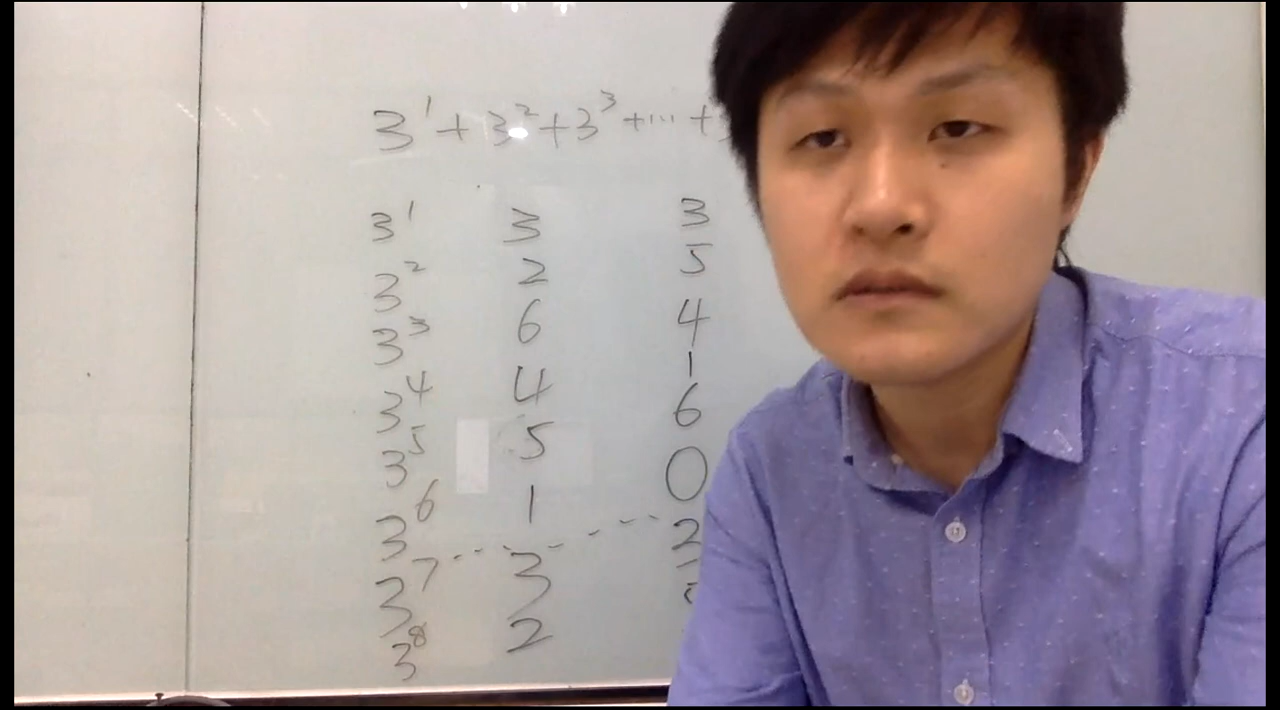 3¹ + 3² + 3³ + ... +
3¹ 3 3
3² 2 5
3³ 6 4
3⁴ 4 1
3⁵ 5 6
3⁶ 1 0
3⁷ 3 2
3⁸ 2